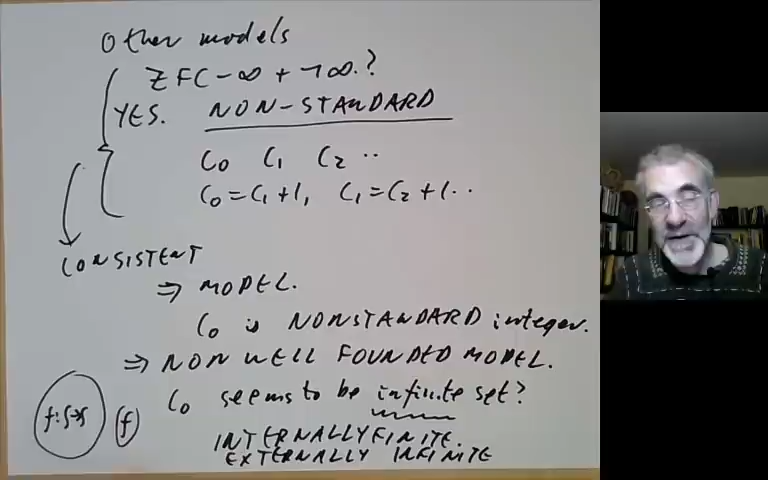 Other models
ZFC - ∞ + ¬∞.?
YES. NON-STANDARD
C₀ C₁ C₂ ··
C₀ = C₁ + 1, C₁ = C₂ + 1 ··
CONSISTENT
⇒ MODEL.
C₀ is NONSTANDARD integer.
⇒ NON WELL FOUNDED MODEL.
C₀ seems to be infinite set?
f: S→S (f) INTERNALLY FINITE.
EXTERNALLY INFINITE